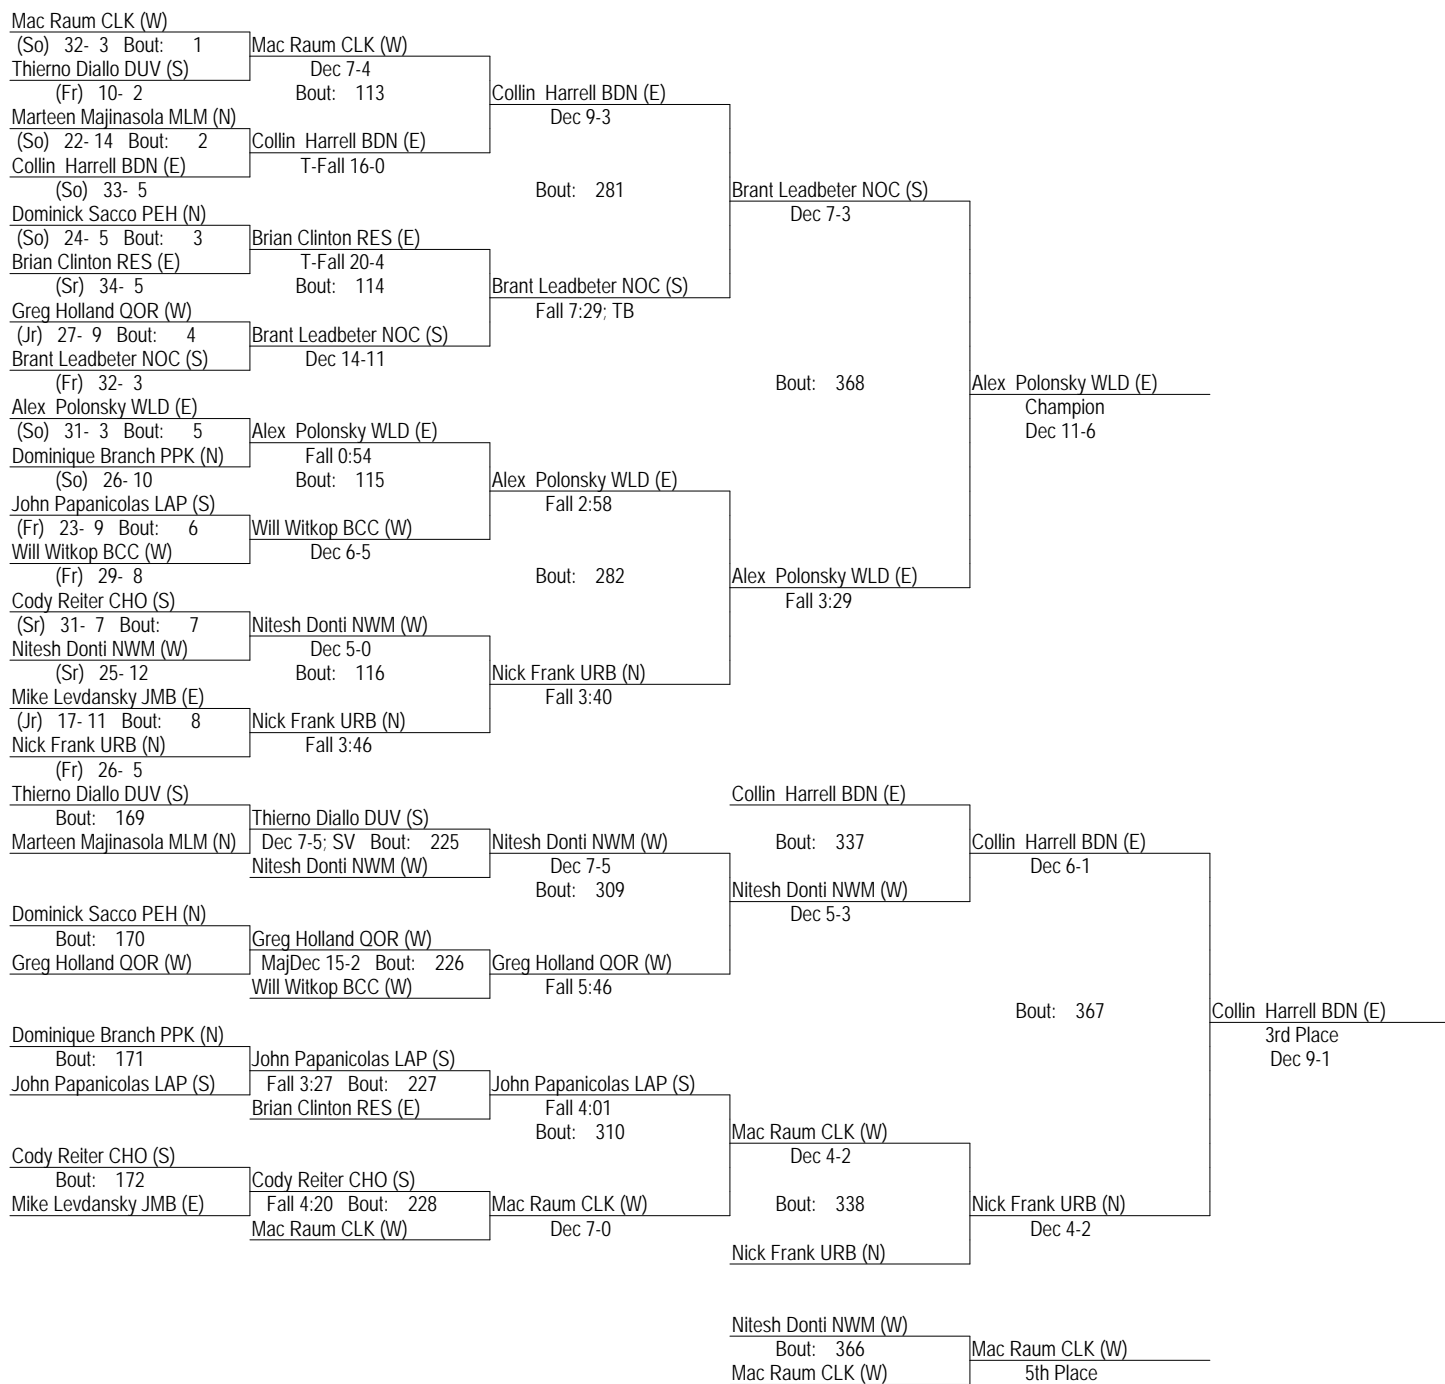 Mac Raum CLK (W)
(So) 32- 3 Bout: 1 Mac Raum CLK (W)
Thierno Diallo DUV (S) Dec 7-4
(Fr) 10- 2 Bout: 113 Collin Harrell BDN (E)
Marteen Majinasola MLM (N) Dec 9-3
(So) 22- 14 Bout: 2 Collin Harrell BDN (E)
Collin Harrell BDN (E) T-Fall 16-0
(So) 33- 5 Bout: 281 Brant Leadbeter NOC (S)
Dominick Sacco PEH (N) Dec 7-3
(So) 24- 5 Bout: 3 Brian Clinton RES (E)
Brian Clinton RES (E) T-Fall 20-4
(Sr) 34- 5 Bout: 114 Brant Leadbeter NOC (S)
Greg Holland QOR (W) Fall 7:29; TB
(Jr) 27- 9 Bout: 4 Brant Leadbeter NOC (S)
Brant Leadbeter NOC (S) Dec 14-11
(Fr) 32- 3 Bout: 368 Alex Polonsky WLD (E)
Alex Polonsky WLD (E) Champion
(So) 31- 3 Bout: 5 Alex Polonsky WLD (E) Dec 11-6
Dominique Branch PPK (N) Fall 0:54
(So) 26- 10 Bout: 115 Alex Polonsky WLD (E)
John Papanicolas LAP (S) Fall 2:58
(Fr) 23- 9 Bout: 6 Will Witkop BCC (W)
Will Witkop BCC (W) Dec 6-5
(Fr) 29- 8 Bout: 282 Alex Polonsky WLD (E)
Cody Reiter CHO (S) Fall 3:29
(Sr) 31- 7 Bout: 7 Nitesh Donti NWM (W)
Nitesh Donti NWM (W) Dec 5-0
(Sr) 25- 12 Bout: 116 Nick Frank URB (N)
Mike Levdansky JMB (E) Fall 3:40
(Jr) 17- 11 Bout: 8 Nick Frank URB (N)
Nick Frank URB (N) Fall 3:46
(Fr) 26- 5
Thierno Diallo DUV (S) Collin Harrell BDN (E)
Bout: 169 Thierno Diallo DUV (S)
Marteen Majinasola MLM (N) Dec 7-5; SV Bout: 225 Nitesh Donti NWM (W) Bout: 337 Collin Harrell BDN (E)
Nitesh Donti NWM (W) Dec 7-5 Dec 6-1
Bout: 309 Nitesh Donti NWM (W)
Dominick Sacco PEH (N) Dec 5-3
Bout: 170 Greg Holland QOR (W)
Greg Holland QOR (W) MajDec 15-2 Bout: 226 Greg Holland QOR (W)
Will Witkop BCC (W) Fall 5:46
Bout: 367 Collin Harrell BDN (E)
Dominique Branch PPK (N) 3rd Place
Bout: 171 John Papanicolas LAP (S) Dec 9-1
John Papanicolas LAP (S) Fall 3:27 Bout: 227 John Papanicolas LAP (S)
Brian Clinton RES (E) Fall 4:01
Bout: 310 Mac Raum CLK (W)
Cody Reiter CHO (S) Dec 4-2
Bout: 172 Cody Reiter CHO (S)
Mike Levdansky JMB (E) Fall 4:20 Bout: 228 Mac Raum CLK (W) Bout: 338 Nick Frank URB (N)
Mac Raum CLK (W) Dec 7-0 Dec 4-2
Nick Frank URB (N)
Nitesh Donti NWM (W)
Bout: 366 Mac Raum CLK (W)
Mac Raum CLK (W) 5th Place